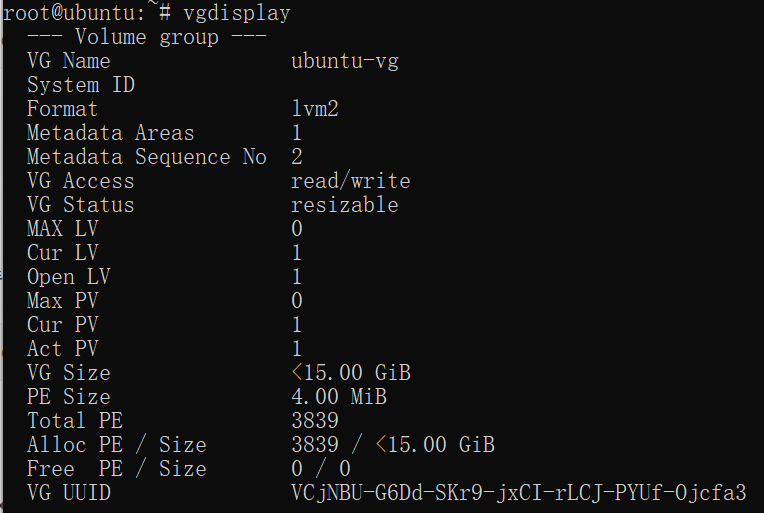 root@ubuntu:~# vgdisplay
--- Volume group ---
VG Name ubuntu-vg
System ID
Format lvm2
Metadata Areas 1
Metadata Sequence No 2
VG Access read/write
VG Status resizable
MAX LV 0
Cur LV 1
Open LV 1
Max PV 0
Cur PV 1
Act PV 1
VG Size <15.00 GiB
PE Size 4.00 MiB
Total PE 3839
Alloc PE / Size 3839 / <15.00 GiB
Free PE / Size 0 / 0
VG UUID VCjNBU-G6Dd-SKr9-jxCI-rLCJ-PYUf-Ojcfa3